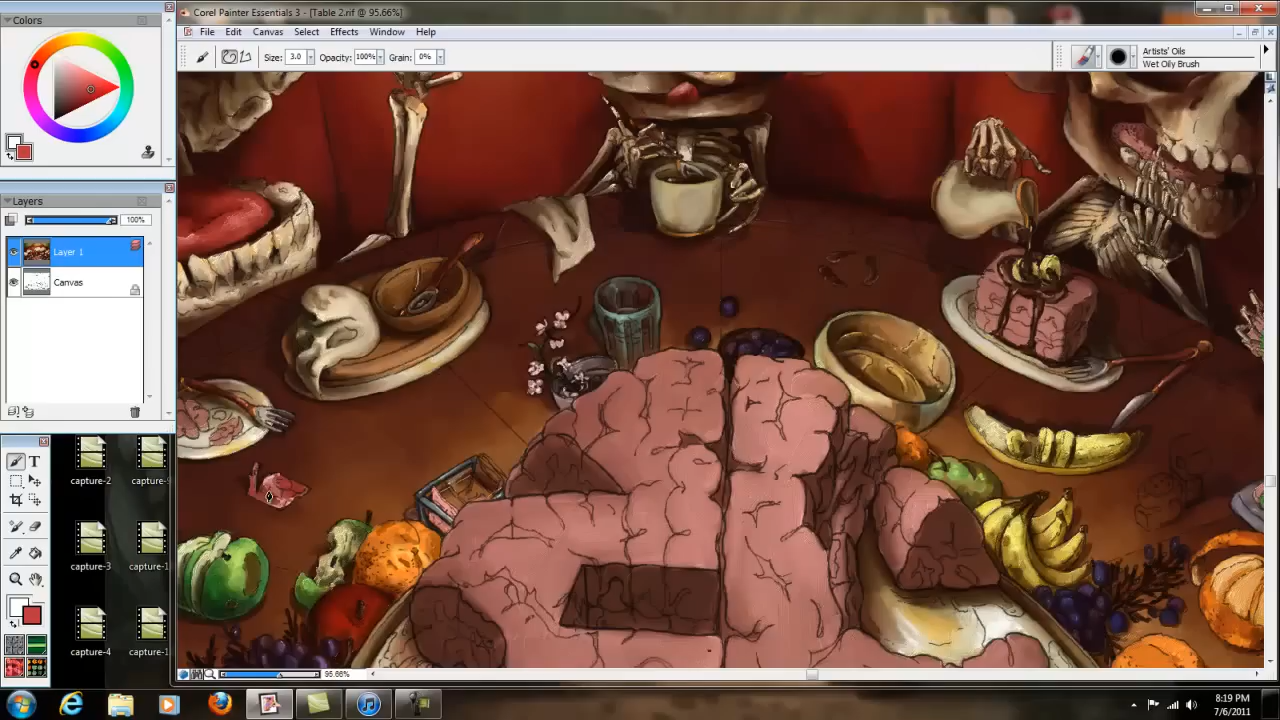 Colors
Corel Painter Essentials 3 - [Table 2.rif @ 95.66%]
File Edit Canvas Select Effects Window Help
Size: 3.0 Opacity: 100% Grain: 0%
Artists' Oils
Wet Oily Brush
Layers
100%
Layer 1
Canvas
T
capture-2
capture-9
capture-3
capture-1
capture-4
capture-1
95.66%
8:19 PM
7/6/2011